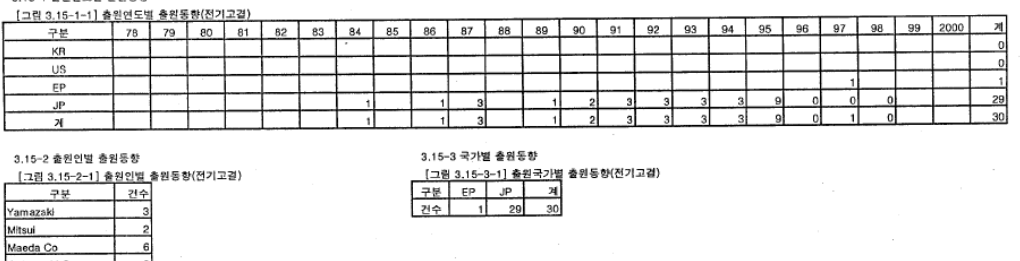 [그림 3.15-1-1] 출원연도별 출원동향(전기고결)
구분 78 79 80 81 82 83 84 85 86 87 88 89 90 91 92 93 94 95 96 97 98 99 2000 계
KR 0
US 0
EP 1 1
JP 1 1 3 1 2 3 3 3 3 9 0 0 0 29
계 1 1 3 1 2 3 3 3 3 9 0 1 0 30
3.15-2 출원인별 출원동향
[그림 3.15-2-1] 출원인별 출원동향(전기고결)
구분 건수
Yamazaki 3
Mitsui 2
Maeda Co 6
3.15-3 국가별 출원동향
[그림 3.15-3-1] 출원국가별 출원동향(전기고결)
구분 EP JP 계
건수 1 29 30